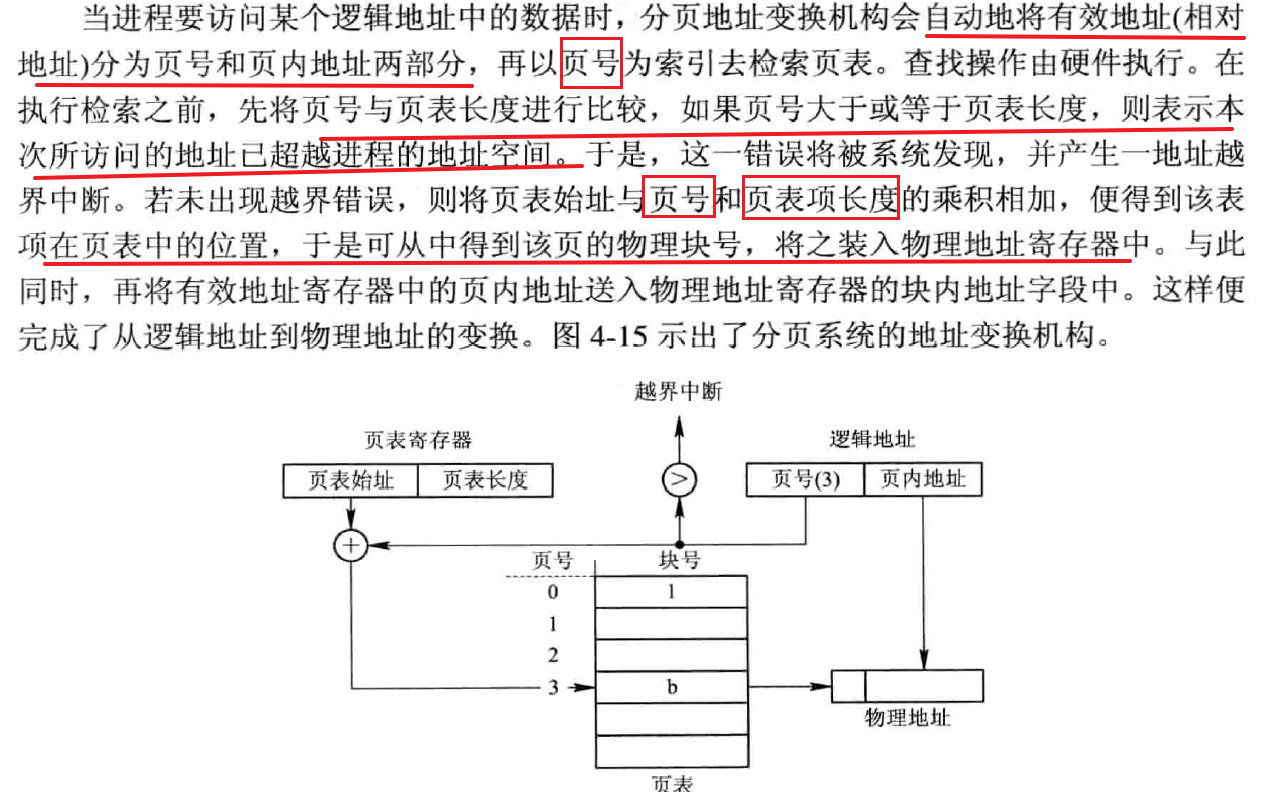 当进程要访问某个逻辑地址中的数据时，分页地址变换机构会自动地将有效地址(相对
地址)分为页号和页内地址两部分，再以页号为索引去检索页表。查找操作由硬件执行。在
执行检索之前，先将页号与页表长度进行比较，如果页号大于或等于页表长度，则表示本
次所访问的地址已超越进程的地址空间。于是，这一错误将被系统发现，并产生一地址越
界中断。若未出现越界错误，则将页表始址与页号和页表项长度的乘积相加，便得到该表
项在页表中的位置，于是可从中得到该页的物理块号，将之装入物理地址寄存器中。与此
同时，再将有效地址寄存器中的页内地址送入物理地址寄存器的块内地址字段中。这样便
完成了从逻辑地址到物理地址的变换。图 4-15 示出了分页系统的地址变换机构。
越界中断
页表寄存器
逻辑地址
页表始址 页表长度
>
页号(3) 页内地址
+
页号 块号
0 1
1
2
3 b
物理地址
页表